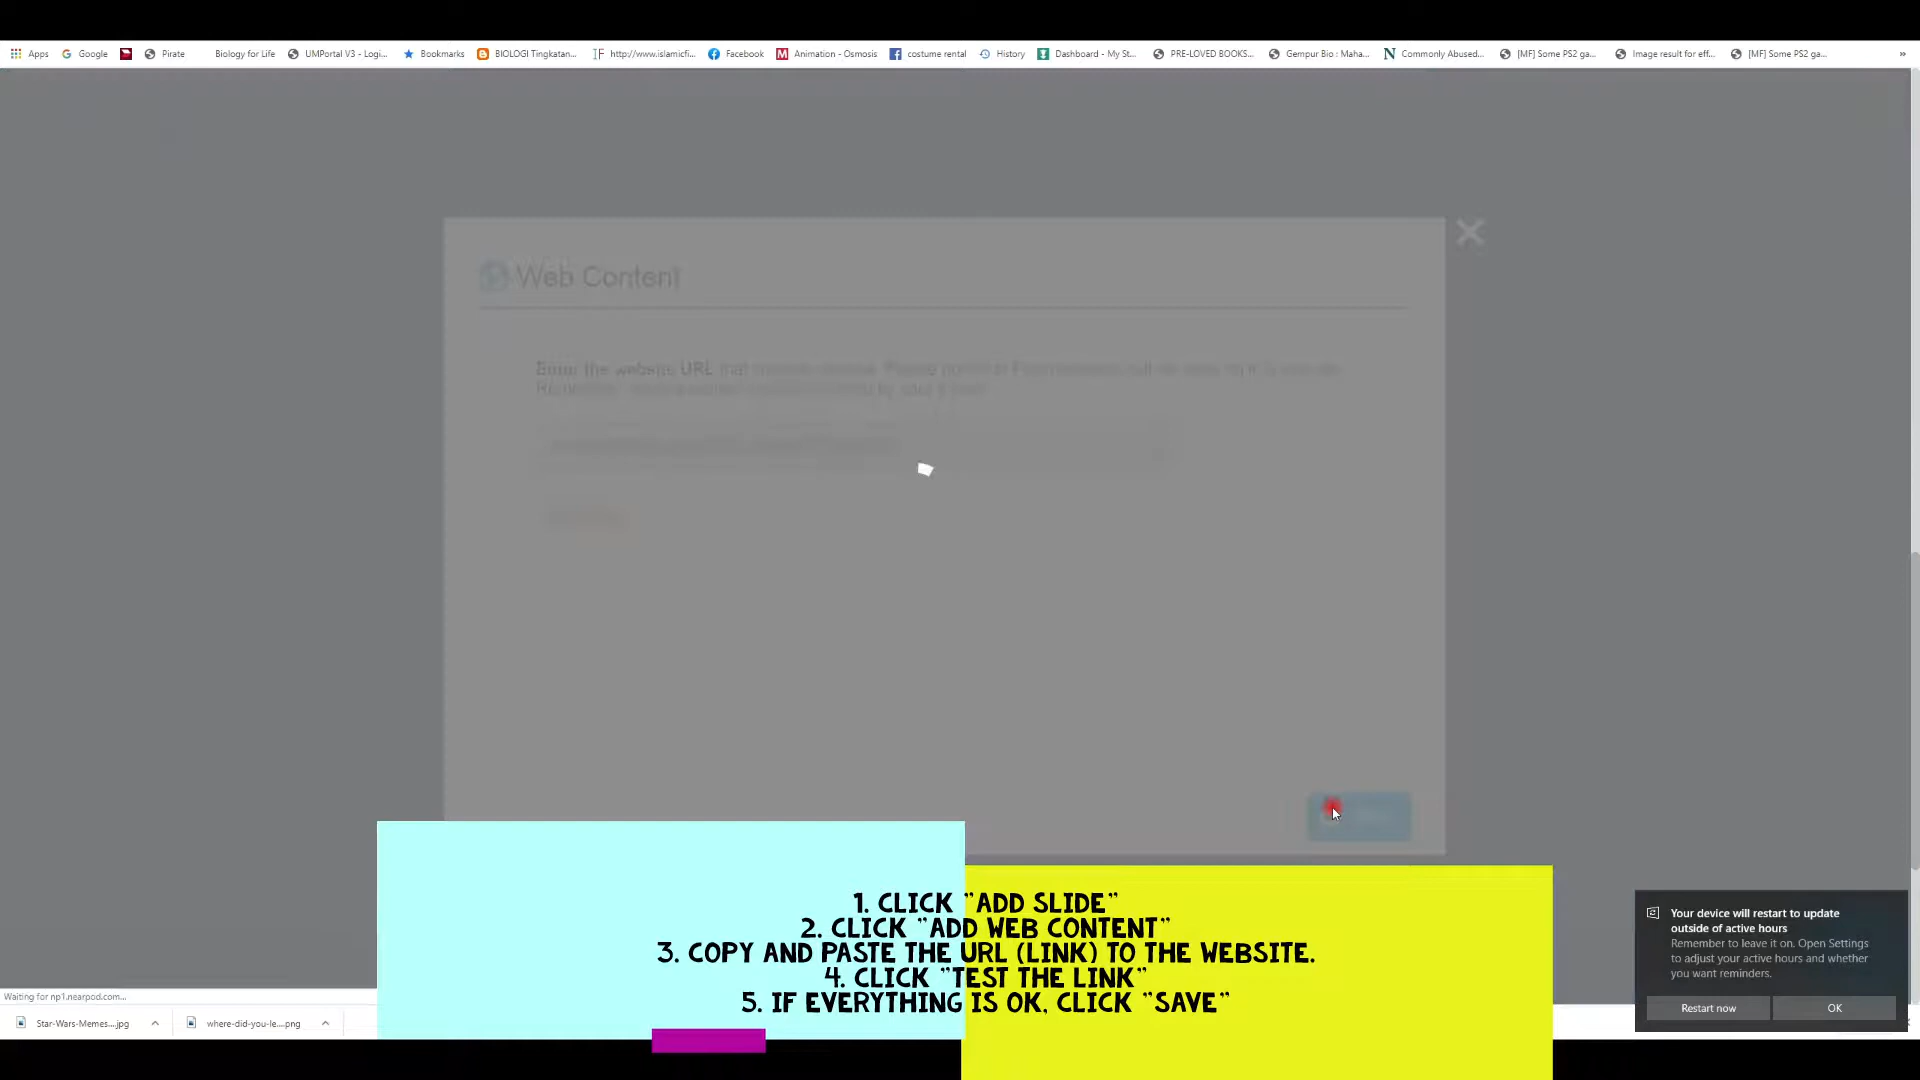 Apps
Google
Pirate
Biology for Life
UMPortal V3 - Logi...
Bookmarks
BIOLOGI Tingkatan...
http://www.islamicfi...
Facebook
Animation - Osmosis
costume rental
History
Dashboard - My St...
PRE-LOVED BOOKS...
Gempur Bio : Maha...
Commonly Abused...
[MF] Some PS2 ga...
Image result for eff...
[MF] Some PS2 ga...
»
Web Content
Enter the website URL that
1. CLICK "ADD SLIDE"
2. CLICK "ADD WEB CONTENT"
3. COPY AND PASTE THE URL (LINK) TO THE WEBSITE.
4. CLICK "TEST THE LINK"
5. IF EVERYTHING IS OK, CLICK "SAVE"
Your device will restart to update
outside of active hours
Remember to leave it on. Open Settings
to adjust your active hours and whether
you want reminders.
Restart now
OK
Waiting for np1.nearpod.com...
Star-Wars-Memes....jpg
where-did-you-le....png